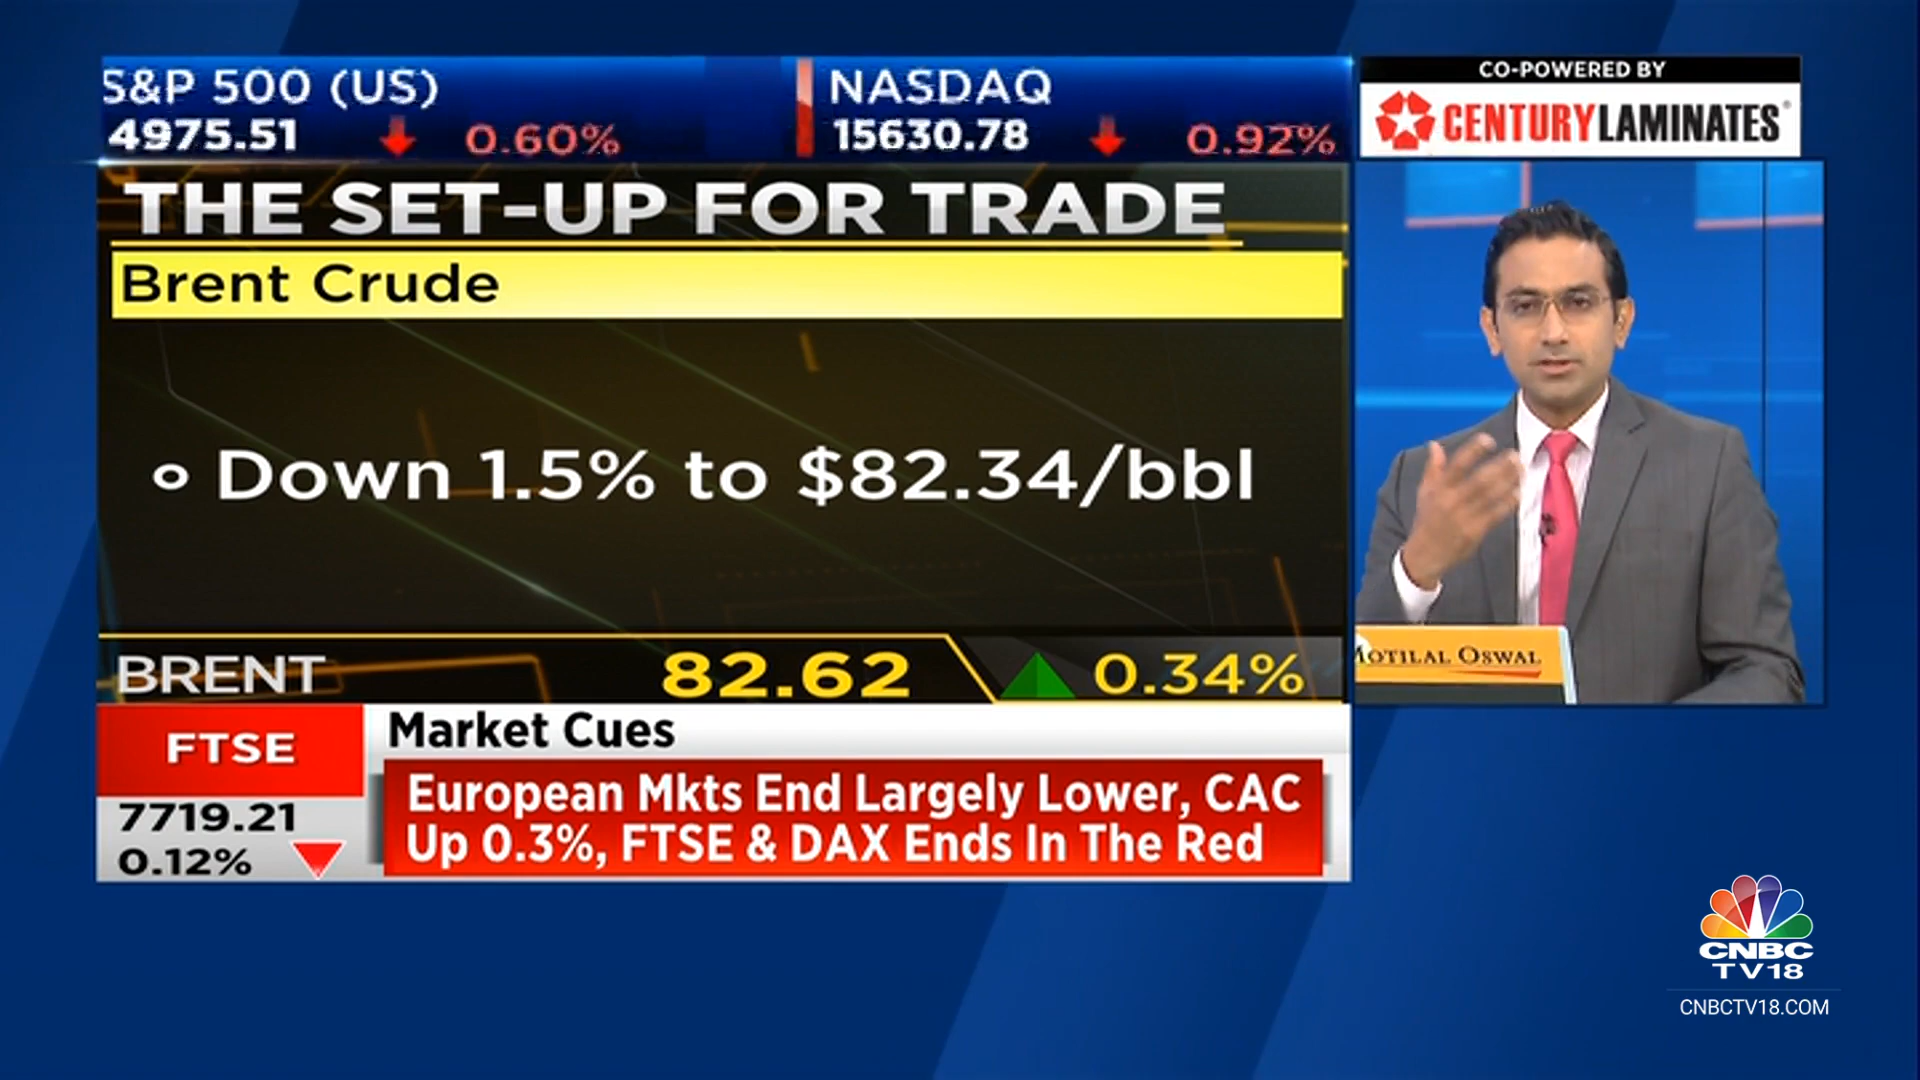 S&P 500 (US)
4975.51 0.60%
NASDAQ
15630.78 0.92%
CO-POWERED BY
CENTURYLAMINATES®
THE SET-UP FOR TRADE
Brent Crude
Down 1.5% to $82.34/bbl
BRENT 82.62 0.34%
MOTILAL OSWAL
FTSE
7719.21
0.12%
Market Cues
European Mkts End Largely Lower, CAC
Up 0.3%, FTSE & DAX Ends In The Red
CNBC
TV18
CNBCTV18.COM